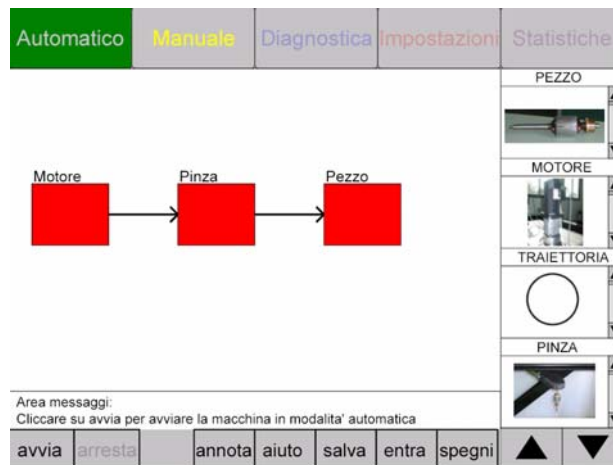 Automatico Manuale Diagnostica Impostazioni Statistiche
PEZZO
Motore Pinza Pezzo
MOTORE
TRAIETTORIA
PINZA
Area messaggi:
Cliccare su avvia per avviare la macchina in modalita' automatica
avvia arresta annota aiuto salva entra spegni